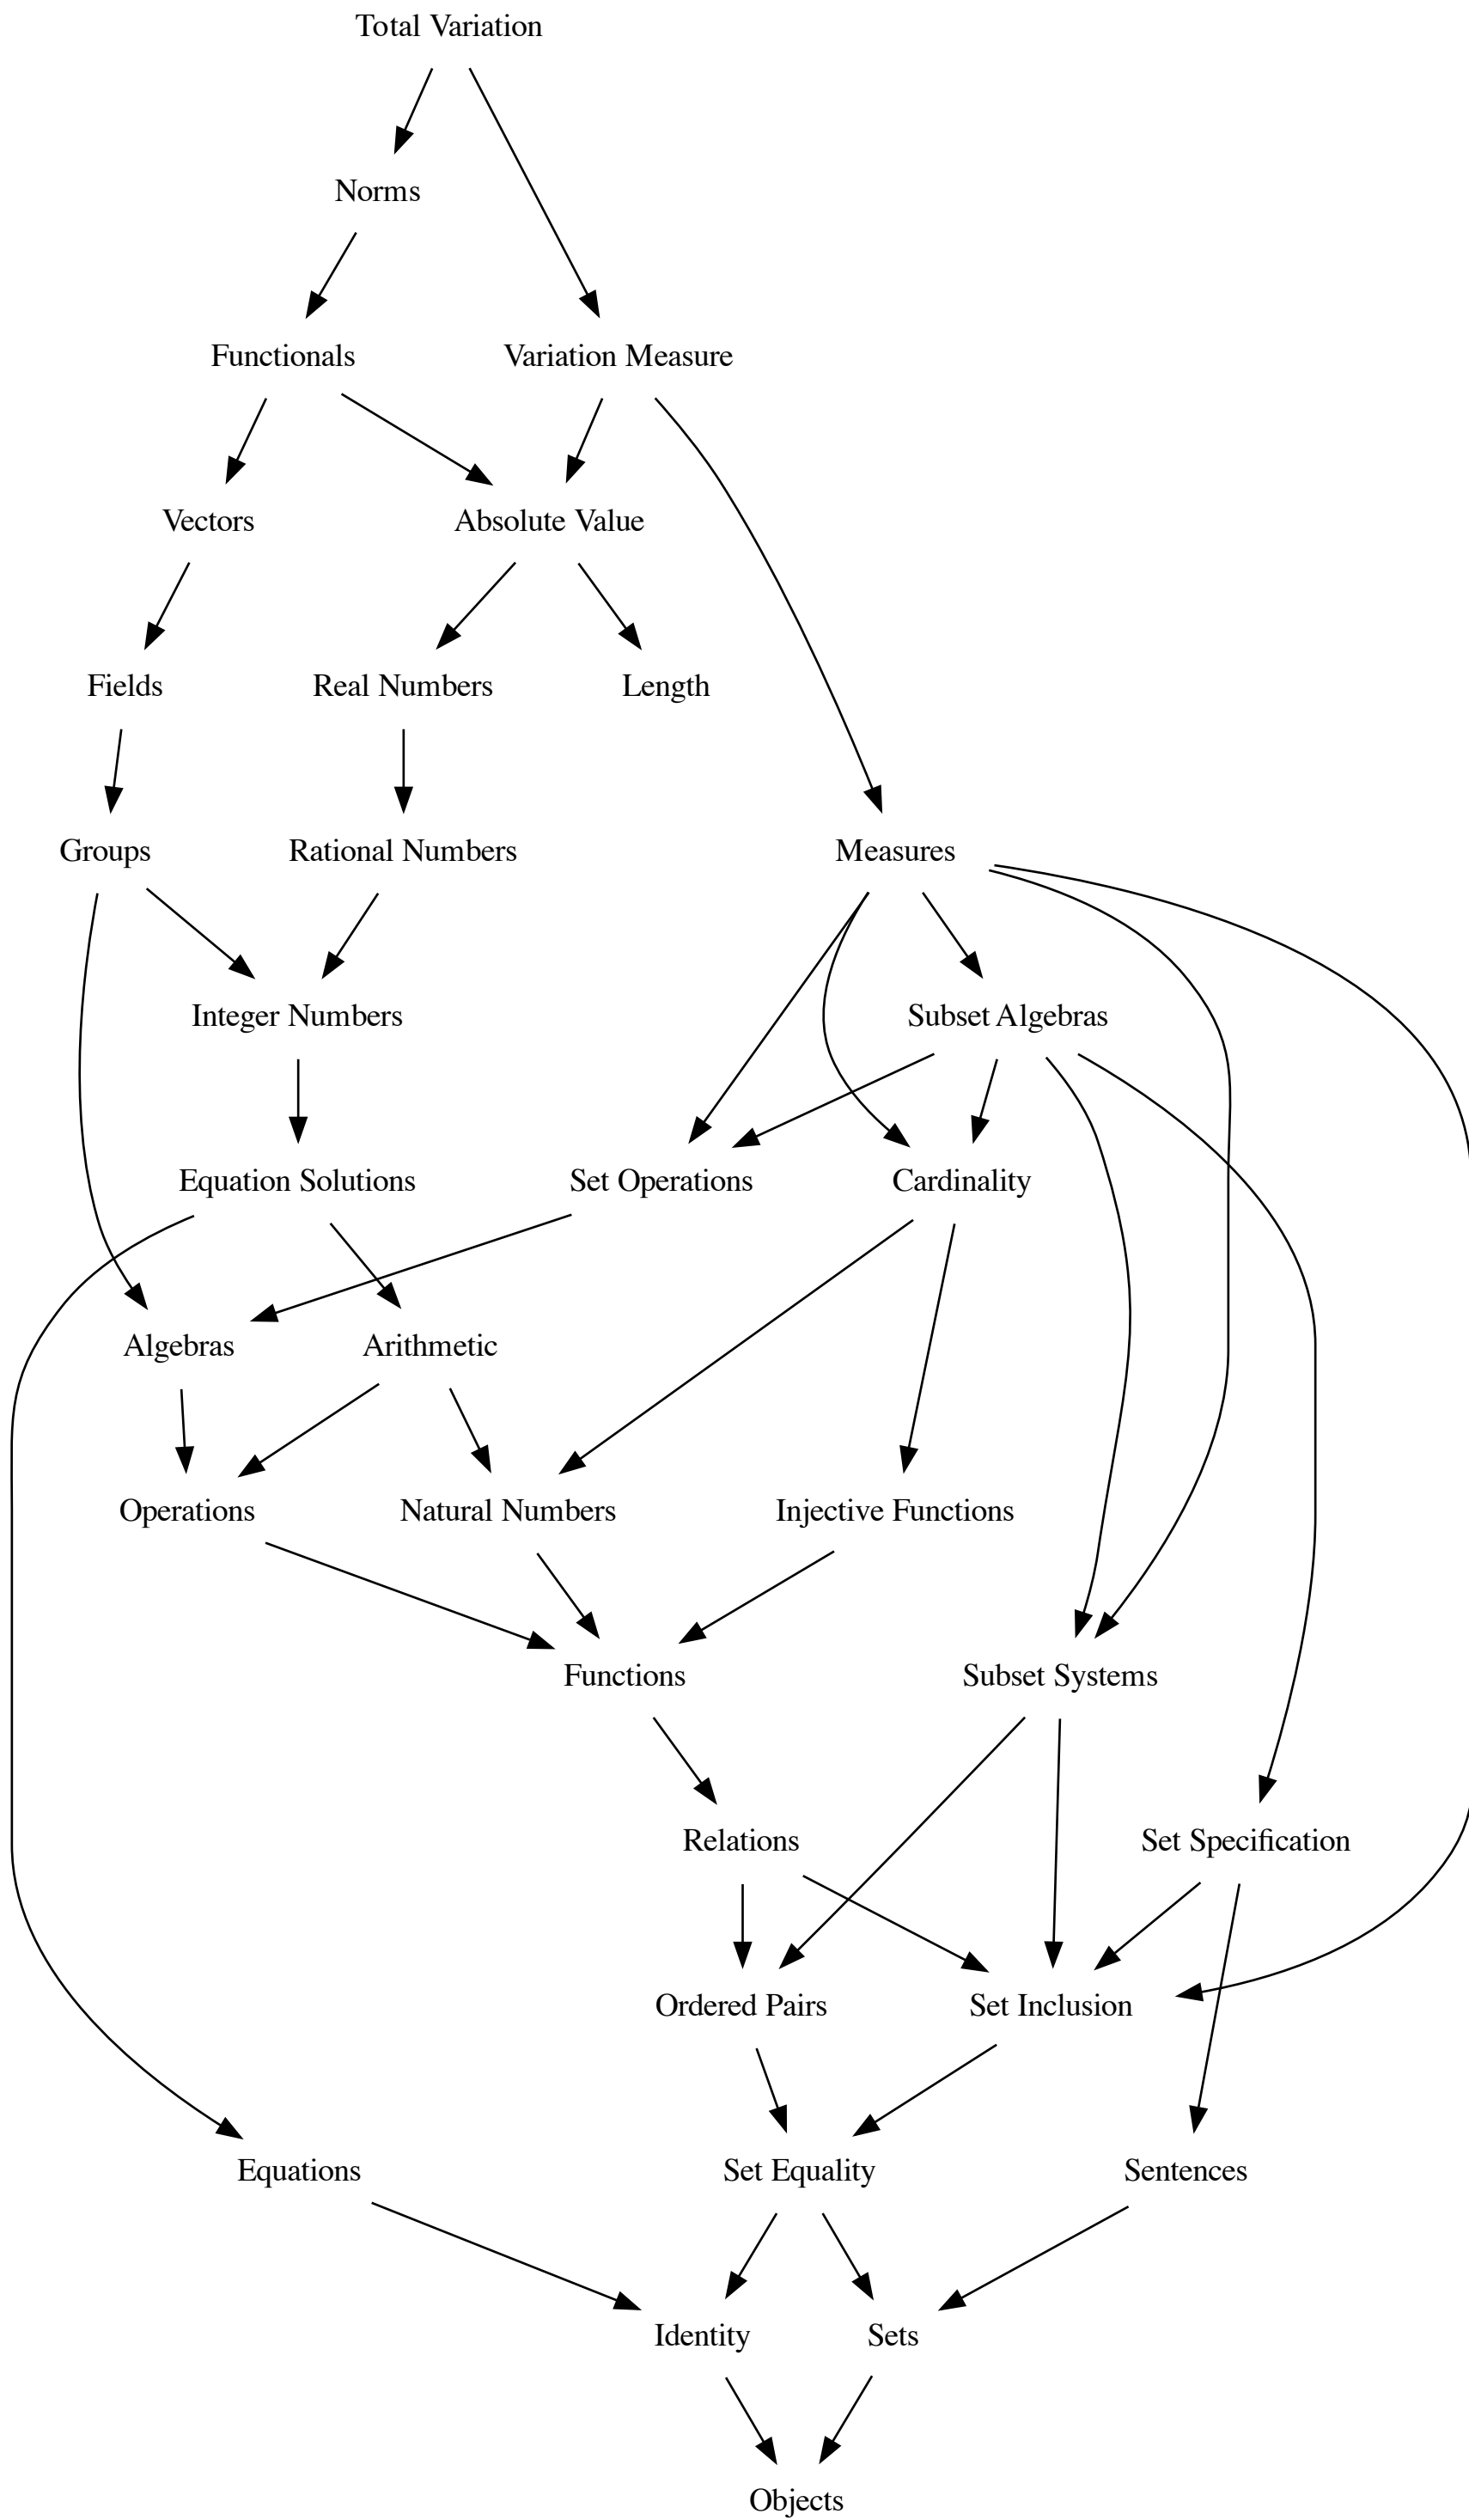 Total Variation
Norms
Functionals
Variation Measure
Vectors
Absolute Value
Fields
Real Numbers
Length
Groups
Rational Numbers
Measures
Integer Numbers
Subset Algebras
Equation Solutions
Set Operations
Cardinality
Algebras
Arithmetic
Operations
Natural Numbers
Injective Functions
Functions
Subset Systems
Relations
Set Specification
Ordered Pairs
Set Inclusion
Equations
Set Equality
Sentences
Identity
Sets
Objects